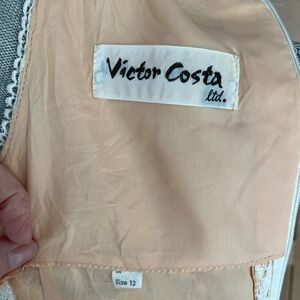 Victor Costa
ltd.
Size 12